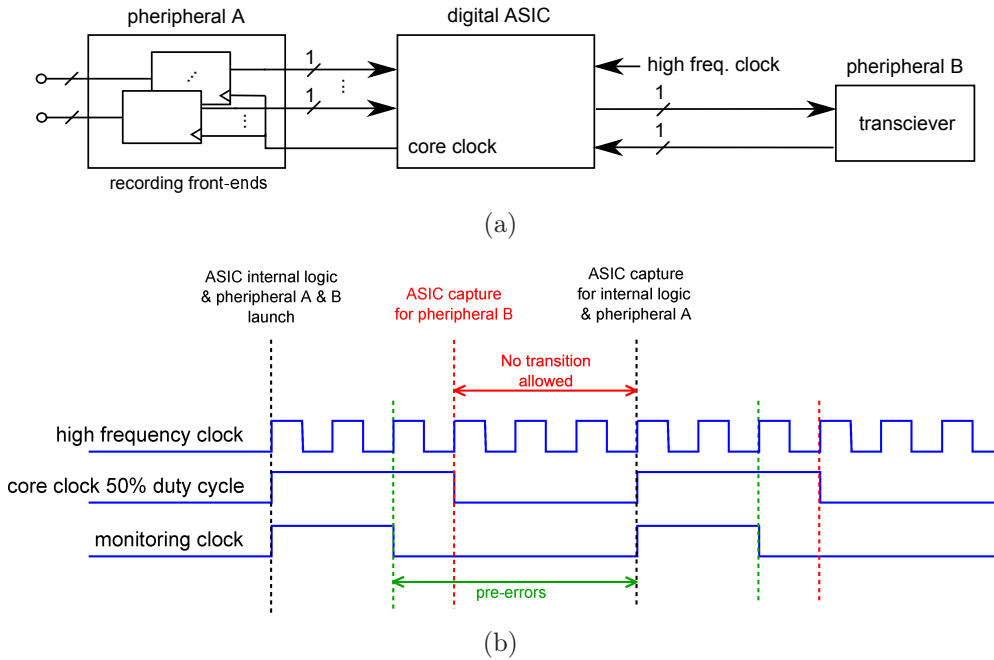 pheripheral A
digital ASIC
1
⋰
⋮
high freq. clock
pheripheral B
1
1
⋮
1
transciever
core clock
recording front-ends
(a)
ASIC internal logic
& pheripheral A & B
launch
ASIC capture
for pheripheral B
ASIC capture
for internal logic
& pheripheral A
No transition
allowed
high frequency clock
core clock 50% duty cycle
monitoring clock
pre-errors
(b)